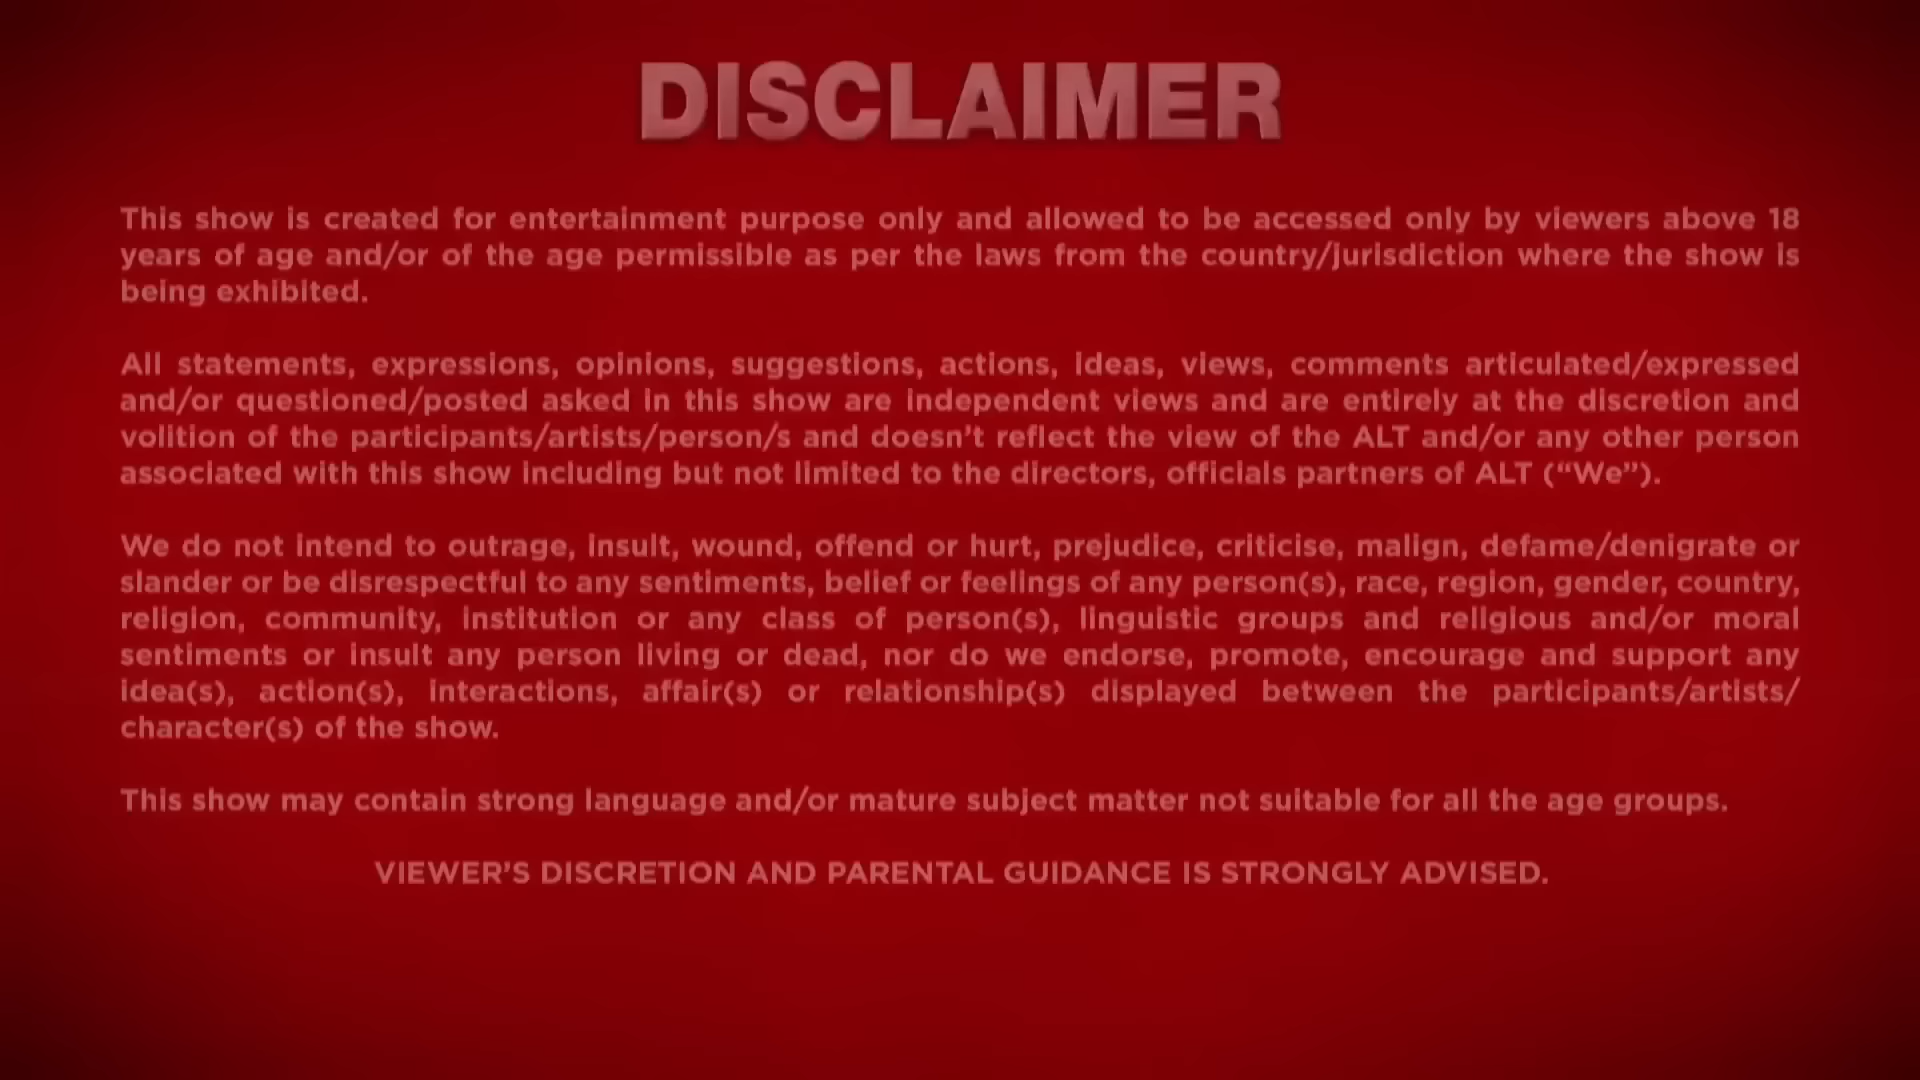 DISCLAIMER
This show is created for entertainment purpose only and allowed to be accessed only by viewers above 18
years of age and/or of the age permissible as per the laws from the country/jurisdiction where the show is
being exhibited.
All statements, expressions, opinions, suggestions, actions, ideas, views, comments articulated/expressed
and/or questioned/posted asked in this show are independent views and are entirely at the discretion and
volition of the participants/artists/person/s and doesn’t reflect the view of the ALT and/or any other person
associated with this show including but not limited to the directors, officials partners of ALT (“We”).
We do not intend to outrage, insult, wound, offend or hurt, prejudice, criticise, malign, defame/denigrate or
slander or be disrespectful to any sentiments, belief or feelings of any person(s), race, region, gender, country,
religion, community, institution or any class of person(s), linguistic groups and religious and/or moral
sentiments or insult any person living or dead, nor do we endorse, promote, encourage and support any
idea(s), action(s), interactions, affair(s) or relationship(s) displayed between the participants/artists/
character(s) of the show.
This show may contain strong language and/or mature subject matter not suitable for all the age groups.
VIEWER’S DISCRETION AND PARENTAL GUIDANCE IS STRONGLY ADVISED.